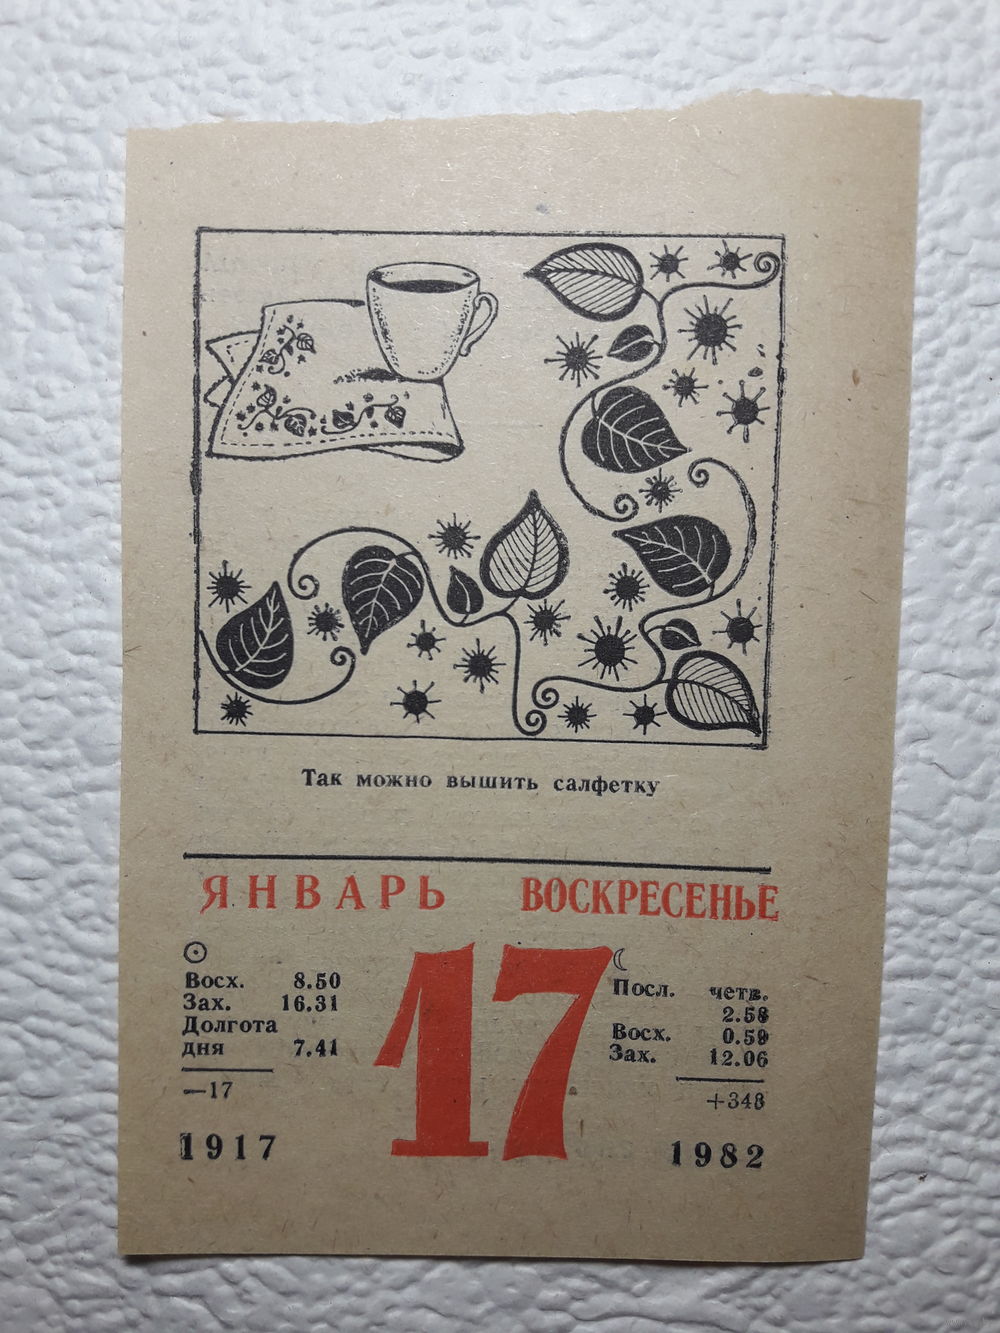 Так можно вышить салфетку
ЯНВАРЬ ВОСКРЕСЕНЬЕ
17
Восх. 8.50
Зах. 16.31
Долгота
дня 7.41
—17
1917
Посл. четв.
2.58
Восх. 0.59
Зах. 12.06
+348
1982